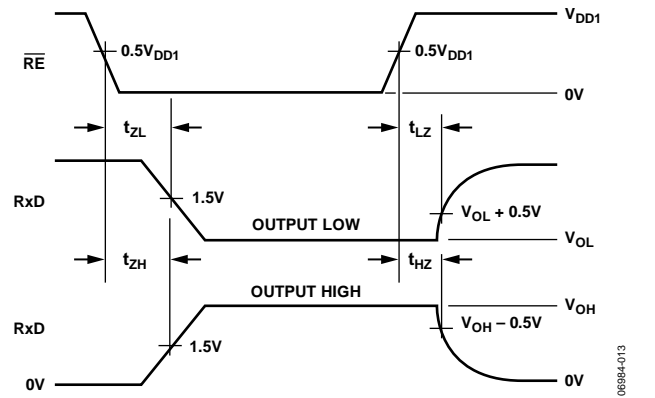 VDD1
RE
0.5VDD1
0.5VDD1
0V
tZL
tLZ
RxD
1.5V
OUTPUT LOW
VOL + 0.5V
VOL
tZH
tHZ
OUTPUT HIGH
VOH
RxD
1.5V
VOH – 0.5V
0V
0V
06984-013